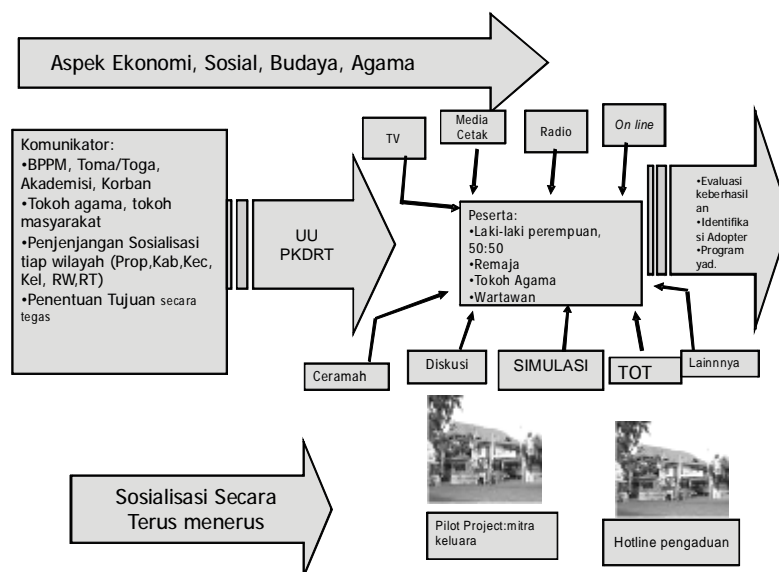 Aspek Ekonomi, Sosial, Budaya, Agama
Komunikator:
•BPPM, Toma/Toga,
Akademisi, Korban
•Tokoh agama, tokoh
masyarakat
•Penjenjangan Sosialisasi
tiap wilayah (Prop,Kab,Kec,
Kel, RW,RT)
•Penentuan Tujuan secara
tegas
UU
PKDRT
TV
Media
Cetak
Radio
On line
Peserta:
•Laki-laki perempuan,
50:50
•Remaja
•Tokoh Agama
•Wartawan
•Evaluasi
keberhasil
an
•Identifika
si Adopter
•Program
yad.
Ceramah
Diskusi
SIMULASI
TOT
Lainnnya
Sosialisasi Secara
Terus menerus
Pilot Project:mitra
keluara
Hotline pengaduan